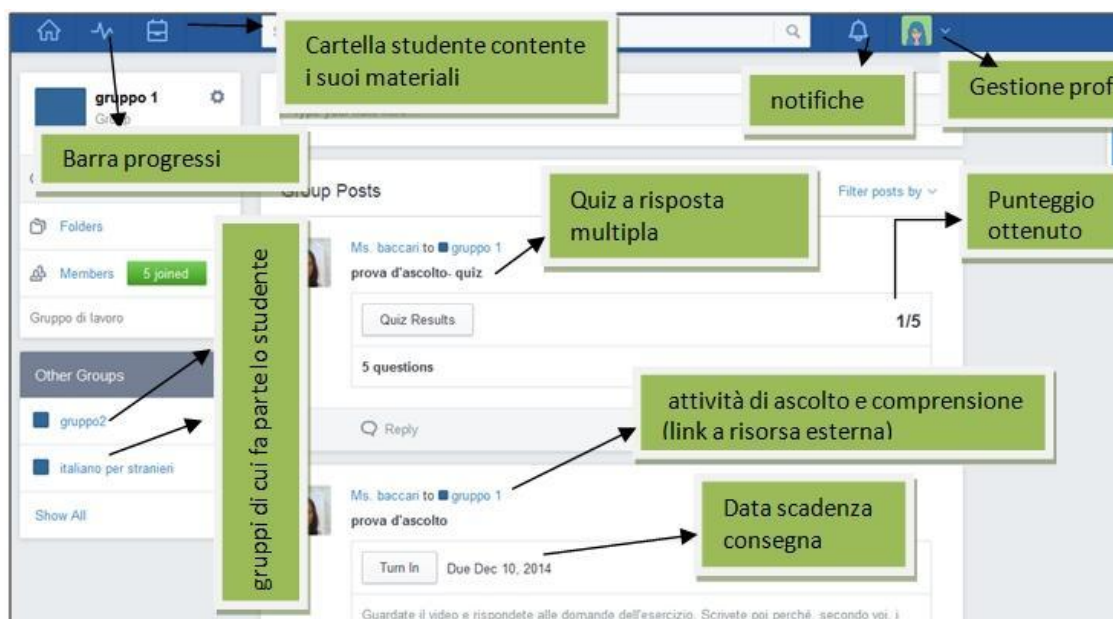 Cartella studente contente
i suoi materiali
notifiche
Gestione prof
gruppo 1
Barra progressi
Group Posts
Filter posts by
Quiz a risposta
multipla
Punteggio
ottenuto
Folders
Members
5 joined
Gruppo di lavoro
gruppi di cui fa parte lo studente
Ms. baccari to gruppo 1
prova d'ascolto- quiz
Quiz Results
1/5
5 questions
Other Groups
gruppo2
italiano per stranieri
Show All
Reply
attività di ascolto e comprensione
(link a risorsa esterna)
Ms. baccari to gruppo 1
prova d'ascolto
Data scadenza
consegna
Turn In
Due Dec 10, 2014
Guardate il video e rispondete alle domande dell'esercizio. Scrivete poi perché, secondo voi, i